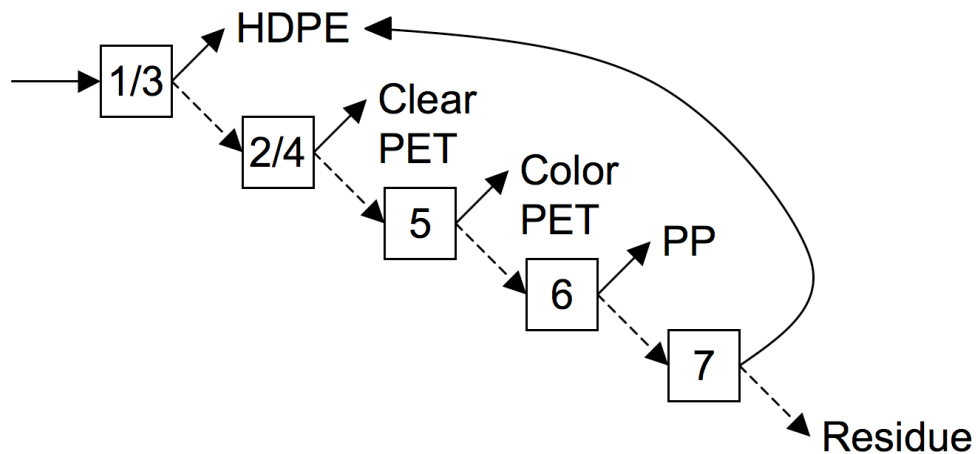 HDPE
1/3
Clear
PET
2/4
Color
PET
5
PP
6
7
Residue